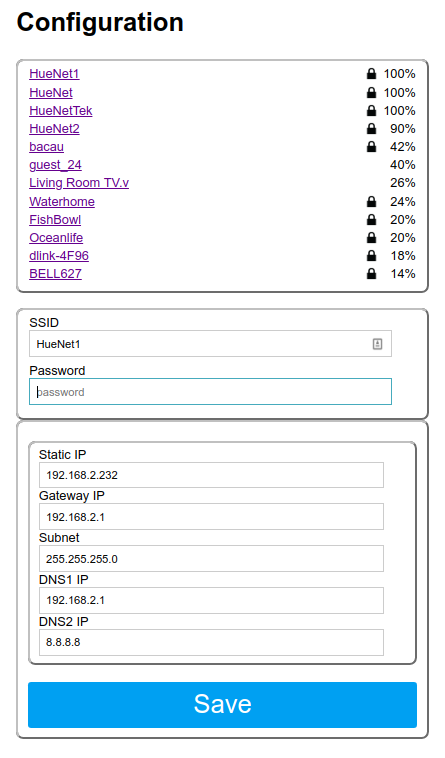 Configuration
HueNet1 100%
HueNet 100%
HueNetTek 100%
HueNet2 90%
bacau 42%
guest_24 40%
Living Room TV.v 26%
Waterhome 24%
FishBowl 20%
Oceanlife 20%
dlink-4F96 18%
BELL627 14%
SSID
HueNet1
Password
password
Static IP
192.168.2.232
Gateway IP
192.168.2.1
Subnet
255.255.255.0
DNS1 IP
192.168.2.1
DNS2 IP
8.8.8.8
Save